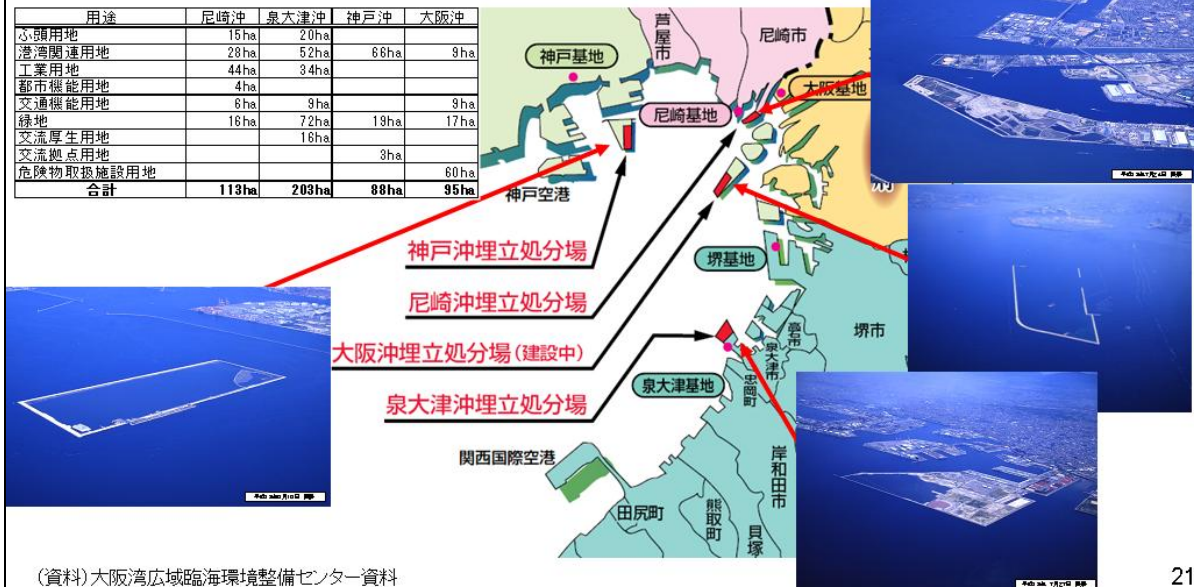 用途 尼崎沖 泉大津沖 神戸沖 大阪沖
ふ頭用地 15ha 20ha
港湾関連用地 28ha 52ha 66ha 9ha
工業用地 44ha 34ha
都市機能用地 4ha
交通機能用地 6ha 9ha 9ha
緑地 16ha 72ha 19ha 17ha
交流厚生用地 16ha
交流拠点用地 3ha
危険物取扱施設用地 60ha
合計 113ha 203ha 88ha 95ha
芦屋市
尼崎市
神戸基地
大阪基地
尼崎基地
神戸空港
府
神戸沖埋立処分場
堺基地
尼崎沖埋立処分場
堺市
高石市
大阪沖埋立処分場(建設中)
泉大津市
忠岡町
泉大津基地
泉大津沖埋立処分場
関西国際空港
岸和田市
田尻町
熊取町
貝塚
(資料)大阪湾広域臨海環境整備センター資料
21